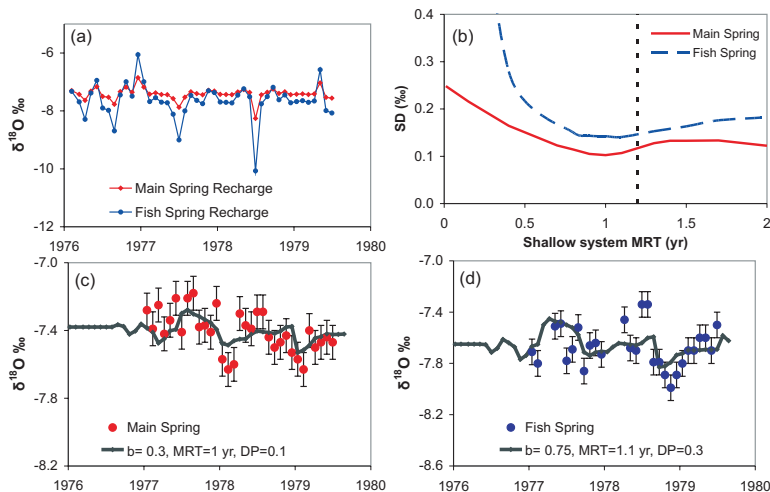 (a)
δ¹⁸O ‰
-6
-8
-10
-12
1976
1977
1978
1979
1980
Main Spring Recharge
Fish Spring Recharge
(b)
SD (‰)
0.4
0.3
0.2
0.1
0.0
0
0.5
1
1.5
2
Shallow system MRT (yr)
Main Spring
Fish Spring
(c)
δ¹⁸O ‰
-7.0
-7.4
-7.8
-8.2
1976
1977
1978
1979
1980
Main Spring
b= 0.3, MRT=1 yr, DP=0.1
(d)
δ¹⁸O ‰
-7.0
-7.4
-7.8
-8.2
-8.6
1976
1977
1978
1979
1980
Fish Spring
b= 0.75, MRT=1.1 yr, DP=0.3